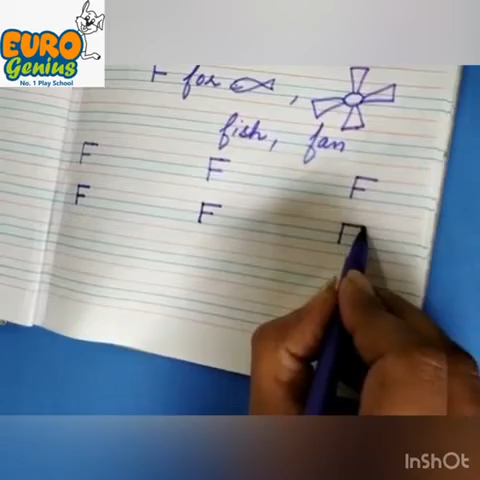 EURO
Genius
No. 1 Play School
F for ,
fish, fan
F F F
F F F
InShOt